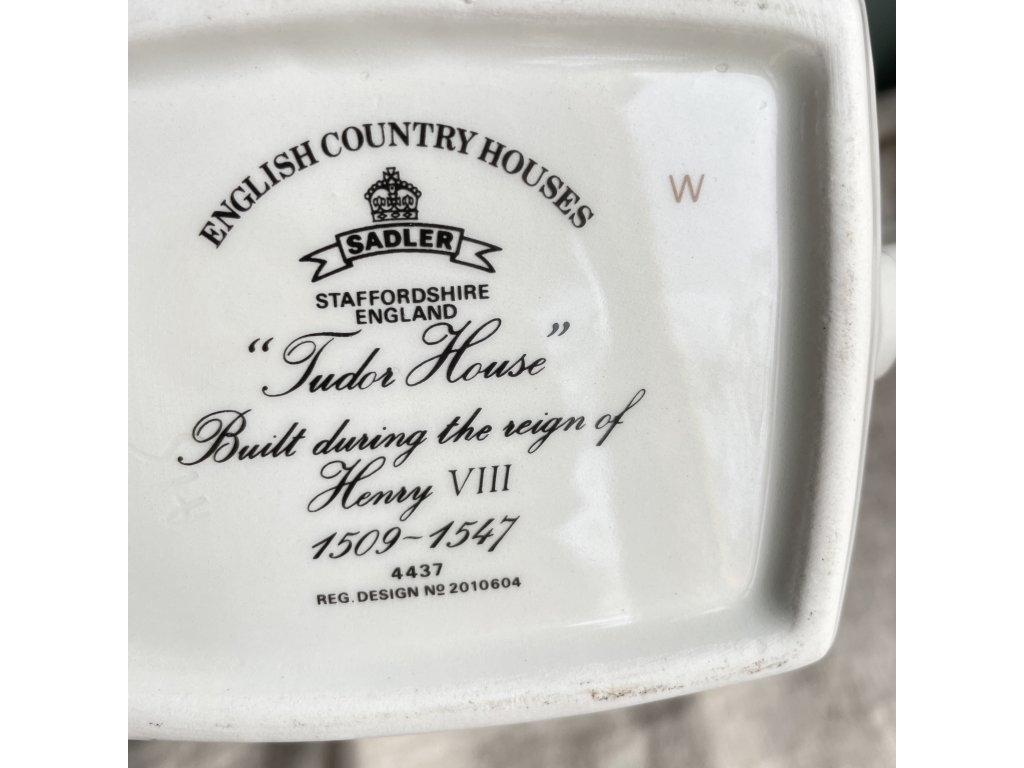 ENGLISH COUNTRY HOUSES
SADLER
STAFFORDSHIRE
ENGLAND
"Tudor House"
Built during the reign of
Henry VIII
1509~1547
4437
REG. DESIGN Nº 2010604
W